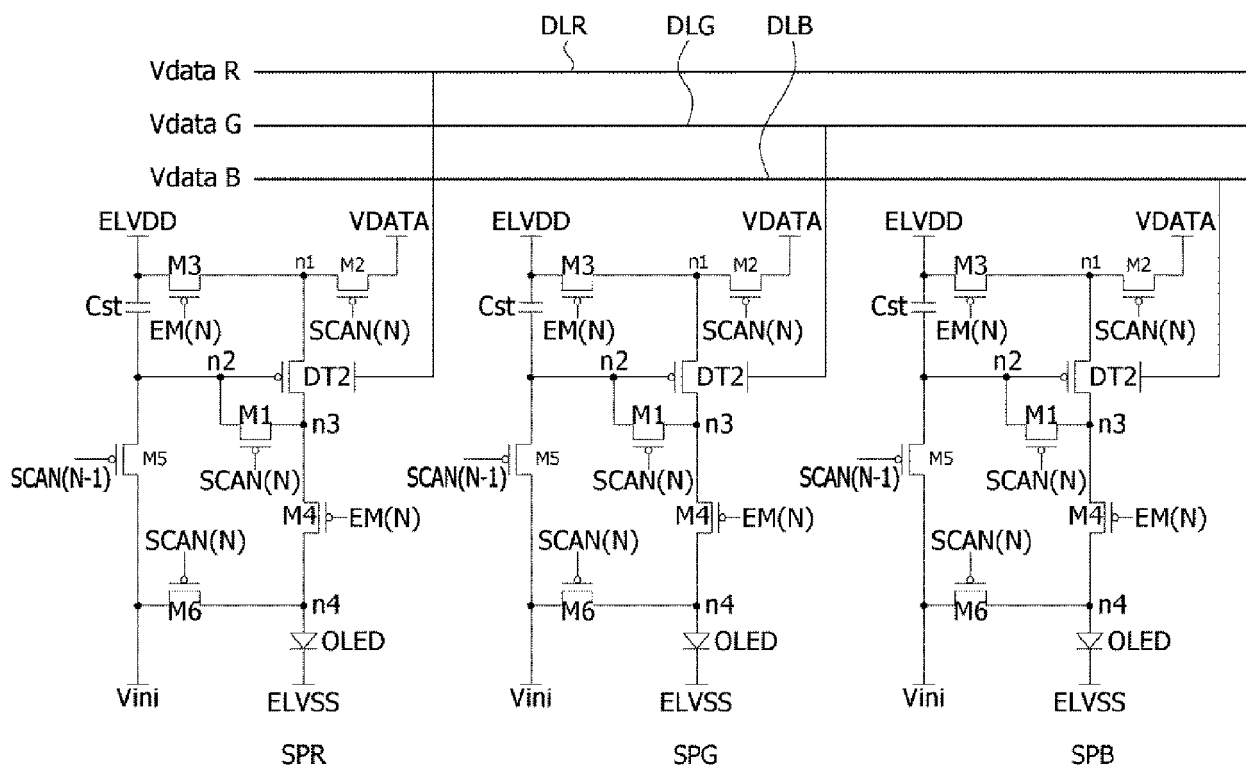 DLR DLG DLB
Vdata R
Vdata G
Vdata B
ELVDD VDATA ELVDD VDATA ELVDD VDATA
M3 n1 M2 M3 n1 M2 M3 n1 M2
Cst Cst Cst
EM(N) SCAN(N) EM(N) SCAN(N) EM(N) SCAN(N)
n2 DT2 n2 DT2 n2 DT2
M1 n3 M1 n3 M1 n3
M5 M5 M5
SCAN(N-1) SCAN(N) SCAN(N-1) SCAN(N) SCAN(N-1) SCAN(N)
M4 EM(N) M4 EM(N) M4 EM(N)
SCAN(N) SCAN(N) SCAN(N)
M6 n4 M6 n4 M6 n4
OLED OLED OLED
Vini ELVSS Vini ELVSS Vini ELVSS
SPR SPG SPB